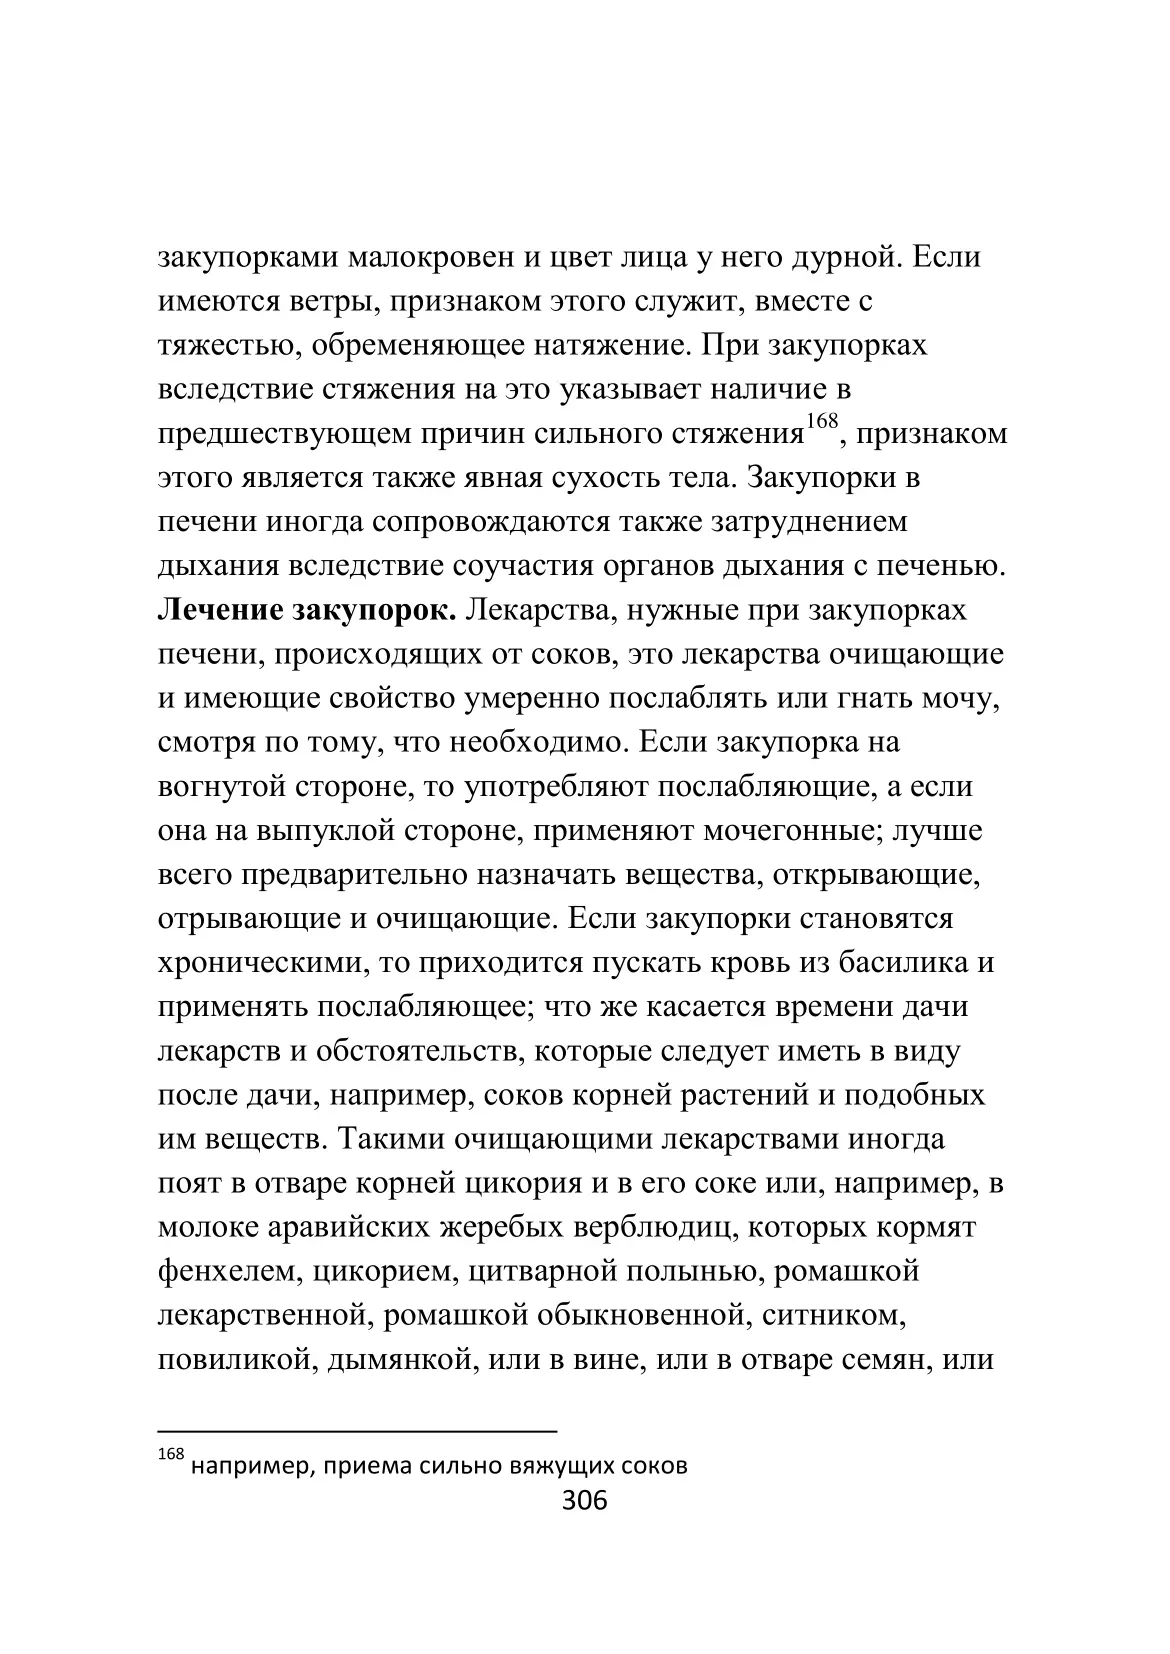 закупорками малокровен и цвет лица у него дурной. Если
имеются ветры, признаком этого служит, вместе с
тяжестью, обременяющее натяжение. При закупорках
вследствие стяжения на это указывает наличие в
предшествующем причин сильного стяжения168, признаком
этого является также явная сухость тела. Закупорки в
печени иногда сопровождаются также затруднением
дыхания вследствие соучастия органов дыхания с печенью.
Лечение закупорок. Лекарства, нужные при закупорках
печени, происходящих от соков, это лекарства очищающие
и имеющие свойство умеренно послаблять или гнать мочу,
смотря по тому, что необходимо. Если закупорка на
вогнутой стороне, то употребляют послабляющие, а если
она на выпуклой стороне, применяют мочегонные; лучше
всего предварительно назначать вещества, открывающие,
отрывающие и очищающие. Если закупорки становятся
хроническими, то приходится пускать кровь из басилика и
применять послабляющее; что же касается времени дачи
лекарств и обстоятельств, которые следует иметь в виду
после дачи, например, соков корней растений и подобных
им веществ. Такими очищающими лекарствами иногда
поят в отваре корней цикория и в его соке или, например, в
молоке аравийских жеребых верблюдиц, которых кормят
фенхелем, цикорием, цитварной полынью, ромашкой
лекарственной, ромашкой обыкновенной, ситником,
повиликой, дымянкой, или в вине, или в отваре семян, или
168 например, приема сильно вяжущих соков
306